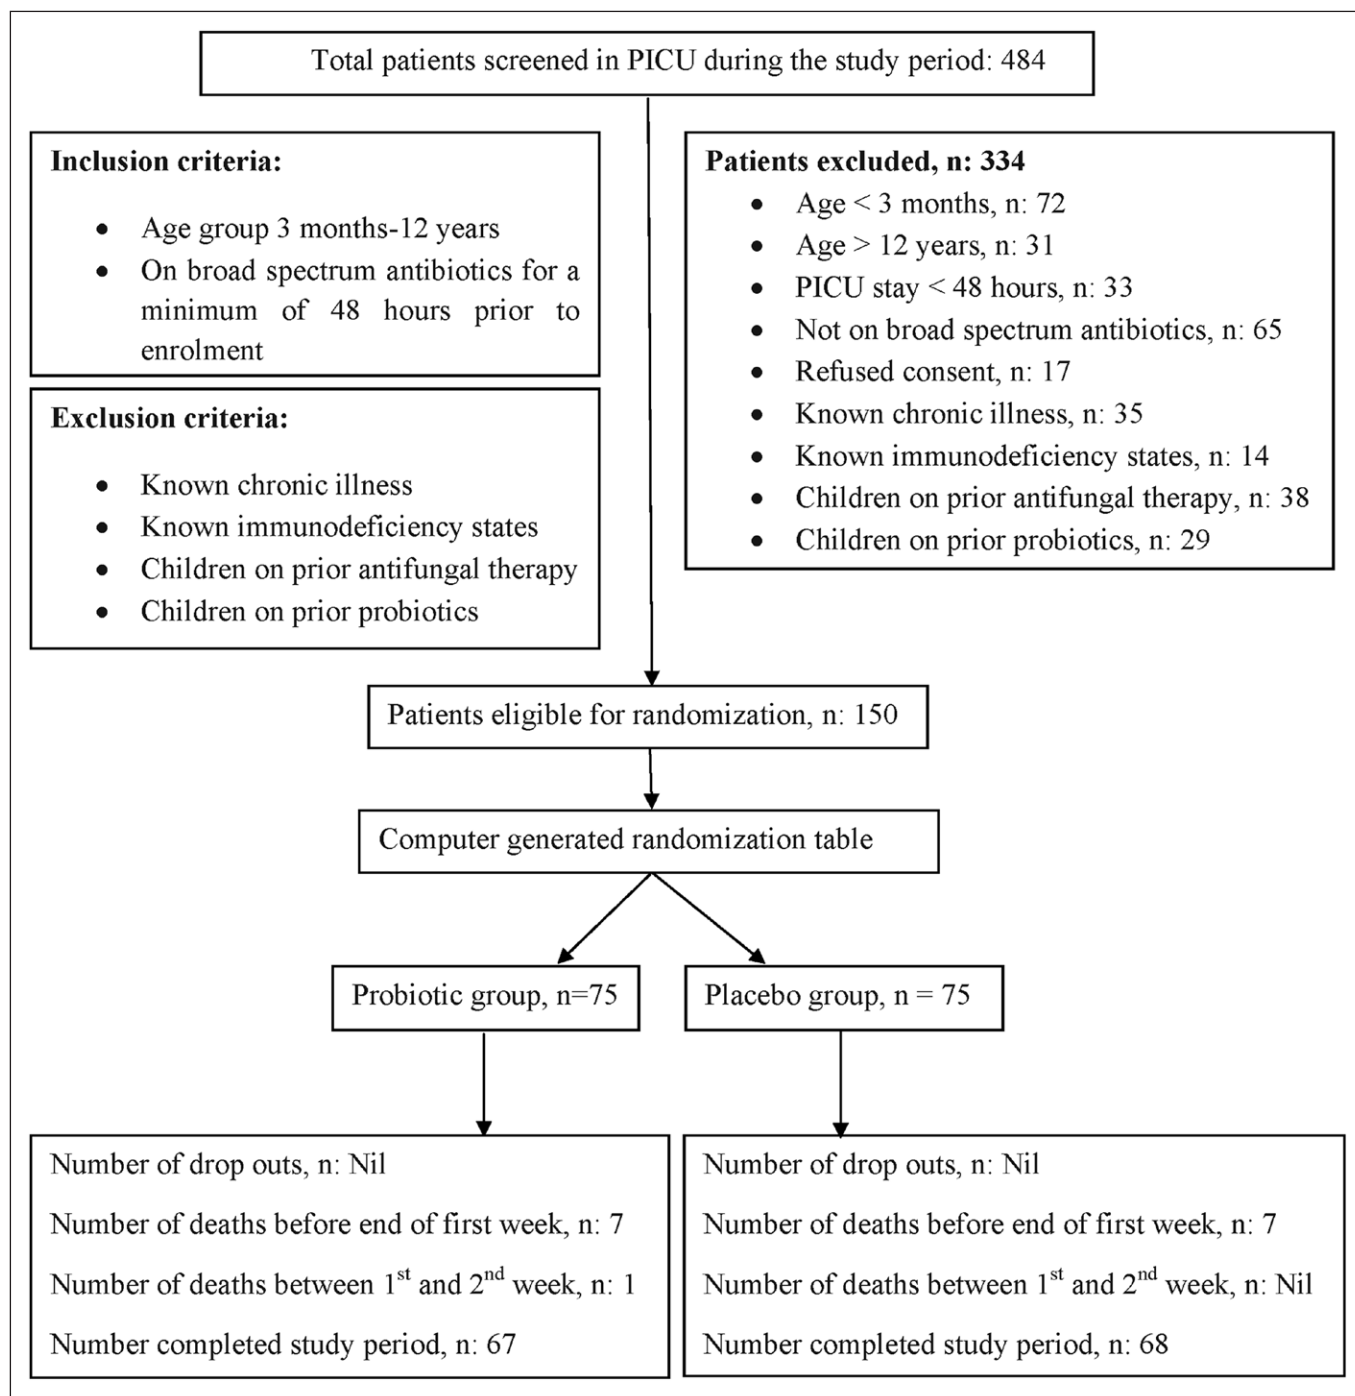 Total patients screened in PICU during the study period: 484
Inclusion criteria:
• Age group 3 months-12 years
• On broad spectrum antibiotics for a
minimum of 48 hours prior to
enrolment
Exclusion criteria:
• Known chronic illness
• Known immunodeficiency states
• Children on prior antifungal therapy
• Children on prior probiotics
Patients excluded, n: 334
• Age < 3 months, n: 72
• Age > 12 years, n: 31
• PICU stay < 48 hours, n: 33
• Not on broad spectrum antibiotics, n: 65
• Refused consent, n: 17
• Known chronic illness, n: 35
• Known immunodeficiency states, n: 14
• Children on prior antifungal therapy, n: 38
• Children on prior probiotics, n: 29
Patients eligible for randomization, n: 150
Computer generated randomization table
Probiotic group, n=75
Placebo group, n = 75
Number of drop outs, n: Nil
Number of deaths before end of first week, n: 7
Number of deaths between 1st and 2nd week, n: 1
Number completed study period, n: 67
Number of drop outs, n: Nil
Number of deaths before end of first week, n: 7
Number of deaths between 1st and 2nd week, n: Nil
Number completed study period, n: 68